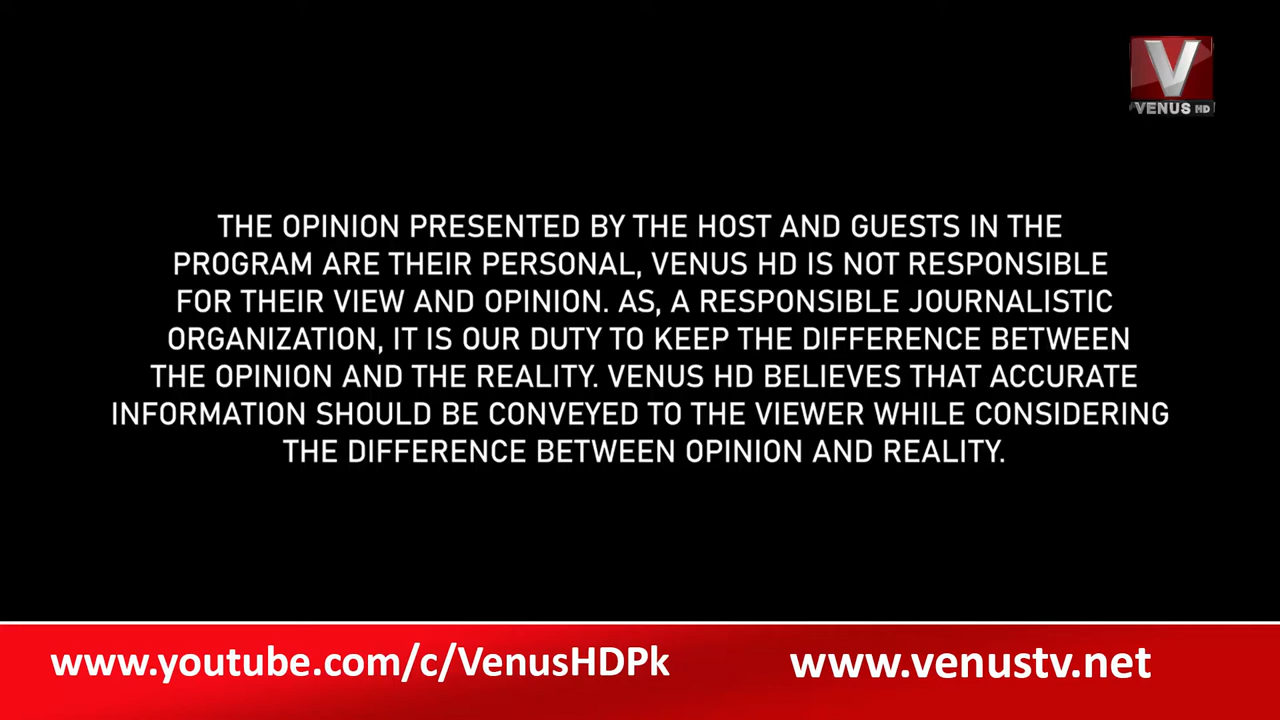 V
VENUS HD
THE OPINION PRESENTED BY THE HOST AND GUESTS IN THE
PROGRAM ARE THEIR PERSONAL, VENUS HD IS NOT RESPONSIBLE
FOR THEIR VIEW AND OPINION. AS, A RESPONSIBLE JOURNALISTIC
ORGANIZATION, IT IS OUR DUTY TO KEEP THE DIFFERENCE BETWEEN
THE OPINION AND THE REALITY. VENUS HD BELIEVES THAT ACCURATE
INFORMATION SHOULD BE CONVEYED TO THE VIEWER WHILE CONSIDERING
THE DIFFERENCE BETWEEN OPINION AND REALITY.
www.youtube.com/c/VenusHDPk
www.venustv.net